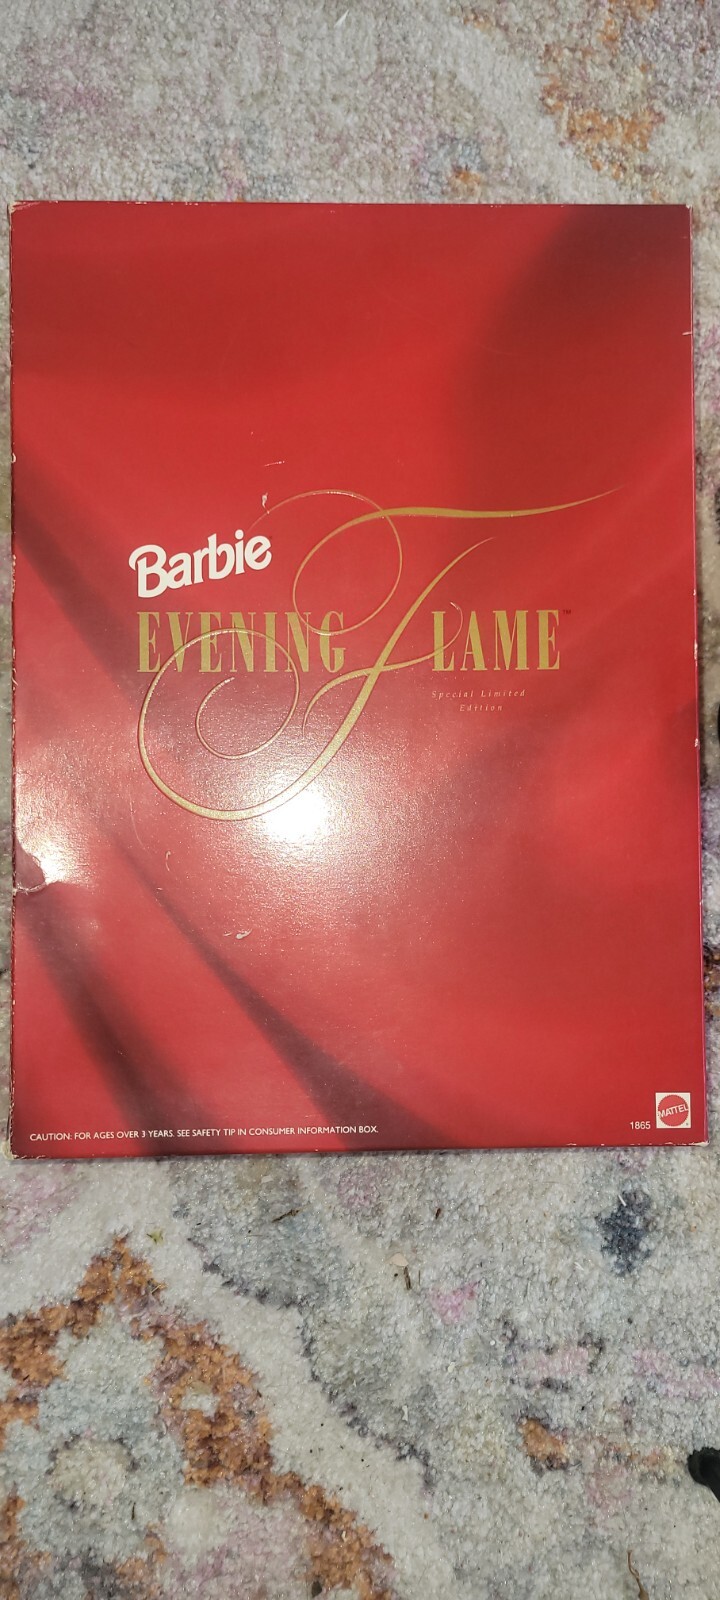 Barbie
EVENING FLAME™
Special Limited
Edition
CAUTION: FOR AGES OVER 3 YEARS. SEE SAFETY TIP IN CONSUMER INFORMATION BOX.
1865
MATTEL